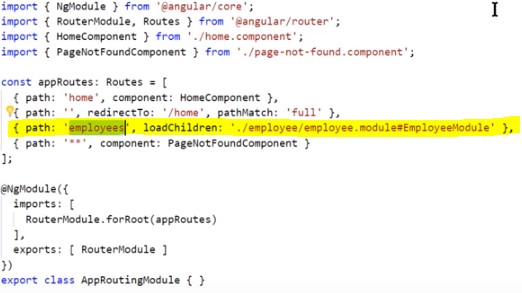 import { NgModule } from '@angular/core';
import { RouterModule, Routes } from '@angular/router';
import { HomeComponent } from './home.component';
import { PageNotFoundComponent } from './page-not-found.component';
const appRoutes: Routes = [
{ path: 'home', component: HomeComponent },
{ path: '', redirectTo: '/home', pathMatch: 'full' },
{ path: 'employees', loadChildren: './employee/employee.module#EmployeeModule' },
{ path: '**', component: PageNotFoundComponent }
];
@NgModule({
imports: [
RouterModule.forRoot(appRoutes)
],
exports: [ RouterModule ]
})
export class AppRoutingModule { }